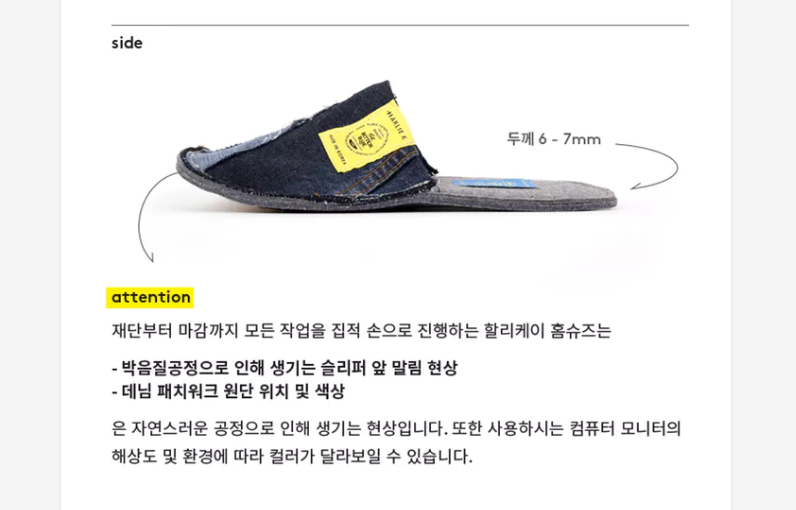 side
HARLIE K
MADE IN KOREA
두께 6 - 7mm
attention
재단부터 마감까지 모든 작업을 집적 손으로 진행하는 할리케이 홈슈즈는
- 박음질공정으로 인해 생기는 슬리퍼 앞 말림 현상
- 데님 패치워크 원단 위치 및 색상
은 자연스러운 공정으로 인해 생기는 현상입니다. 또한 사용하시는 컴퓨터 모니터의
해상도 및 환경에 따라 컬러가 달라보일 수 있습니다.